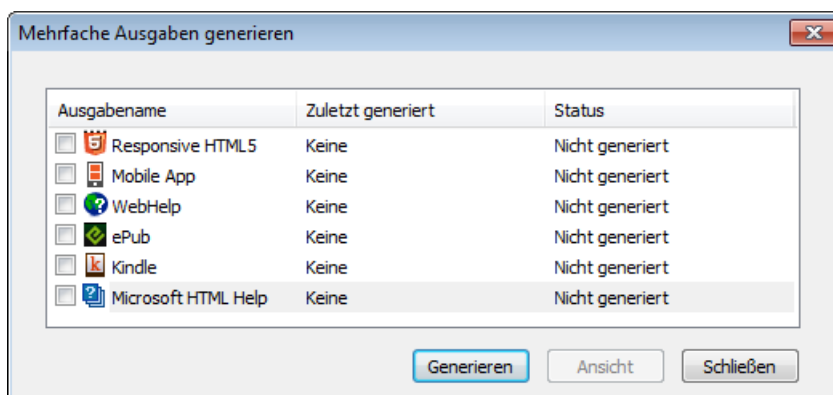 Mehrfache Ausgaben generieren
Ausgabename Zuletzt generiert Status
Responsive HTML5 Keine Nicht generiert
Mobile App Keine Nicht generiert
WebHelp Keine Nicht generiert
ePub Keine Nicht generiert
Kindle Keine Nicht generiert
Microsoft HTML Help Keine Nicht generiert
Generieren Ansicht Schließen